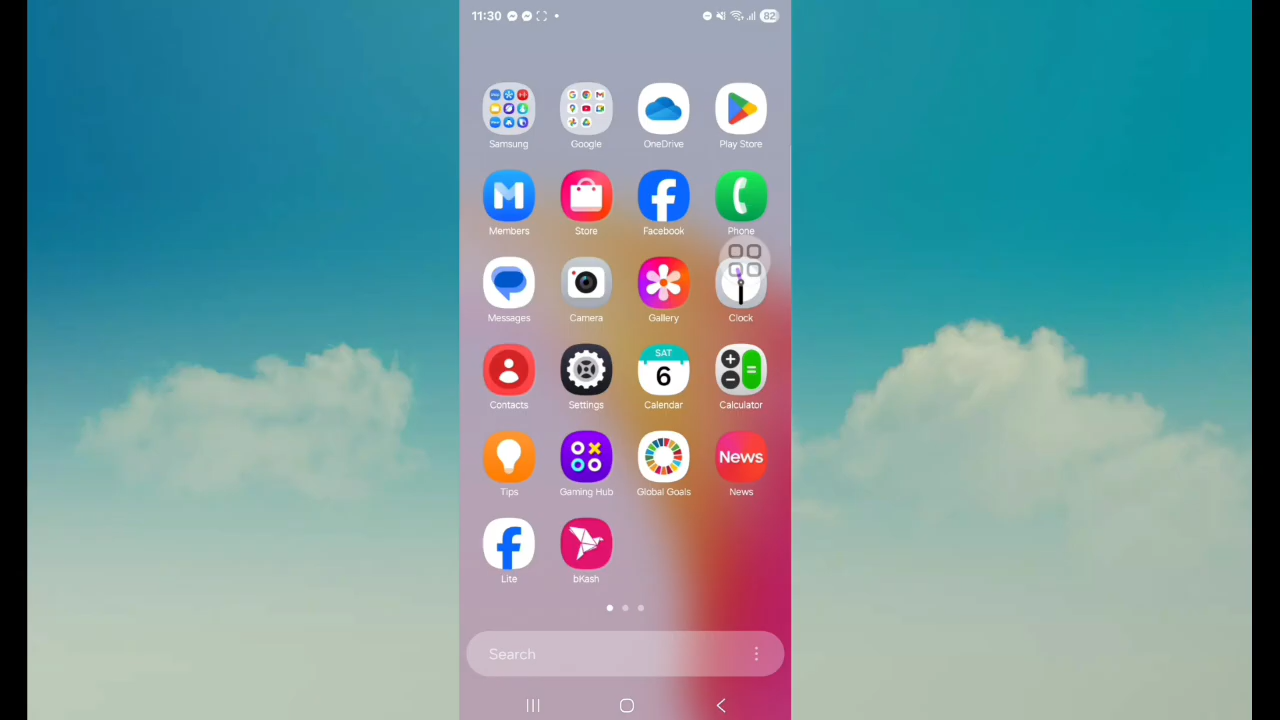 11:30 82
Samsung Google OneDrive Play Store
Members Store Facebook Phone
Messages Camera Gallery Clock
SAT
6
Contacts Settings Calendar Calculator
News
Tips Gaming Hub Global Goals News
Lite bKash
Search